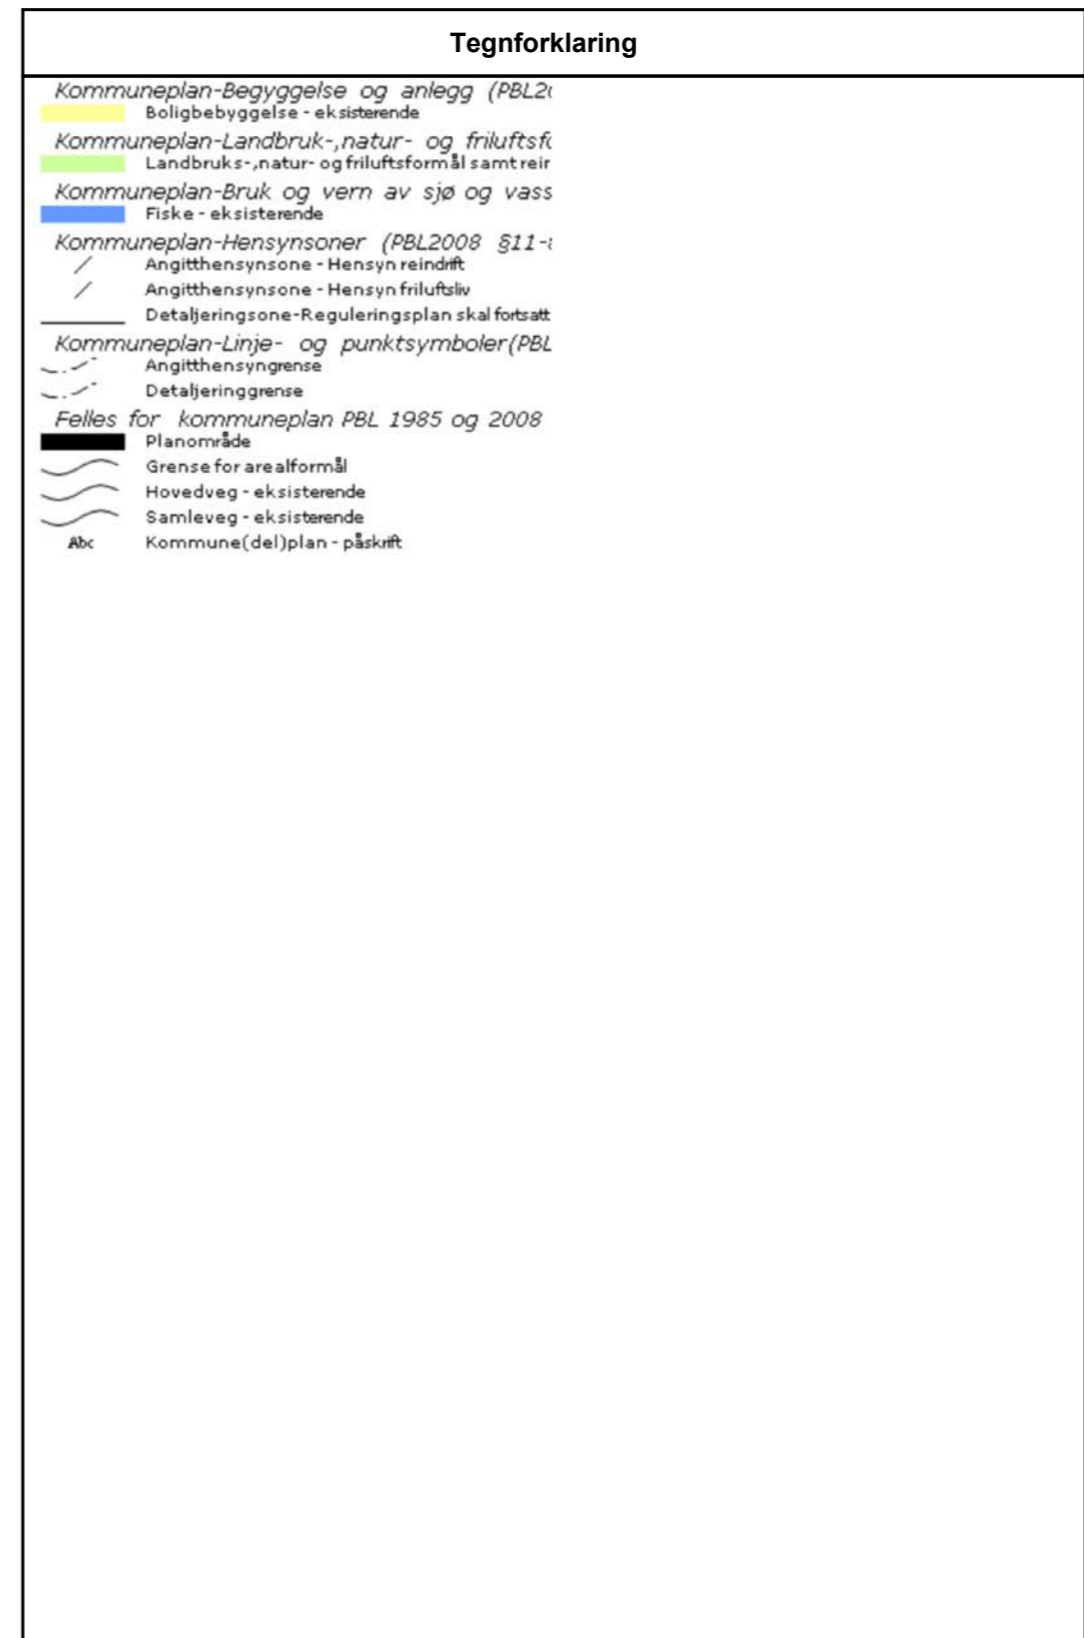 Tegnforklaring
Kommuneplan-Begyggelse og anlegg (PBL20
Boligbebyggelse - eksisterende
Kommuneplan-Landbruk-,natur- og friluftsfo
Landbruks-,natur- og friluftsformål samt reir
Kommuneplan-Bruk og vern av sjø og vass
Fiske - eksisterende
Kommuneplan-Hensynsoner (PBL2008 §11-8
Angitthensynsone - Hensyn reindrift
Angitthensynsone - Hensyn friluftsliv
Detaljeringsone-Reguleringsplan skal fortsatt
Kommuneplan-Linje- og punktsymboler(PBL
Angitthensyngrense
Detaljeringgrense
Felles for kommuneplan PBL 1985 og 2008
Planområde
Grense for arealformål
Hovedveg - eksisterende
Samleveg - eksisterende
Abc Kommune(del)plan - påskrift